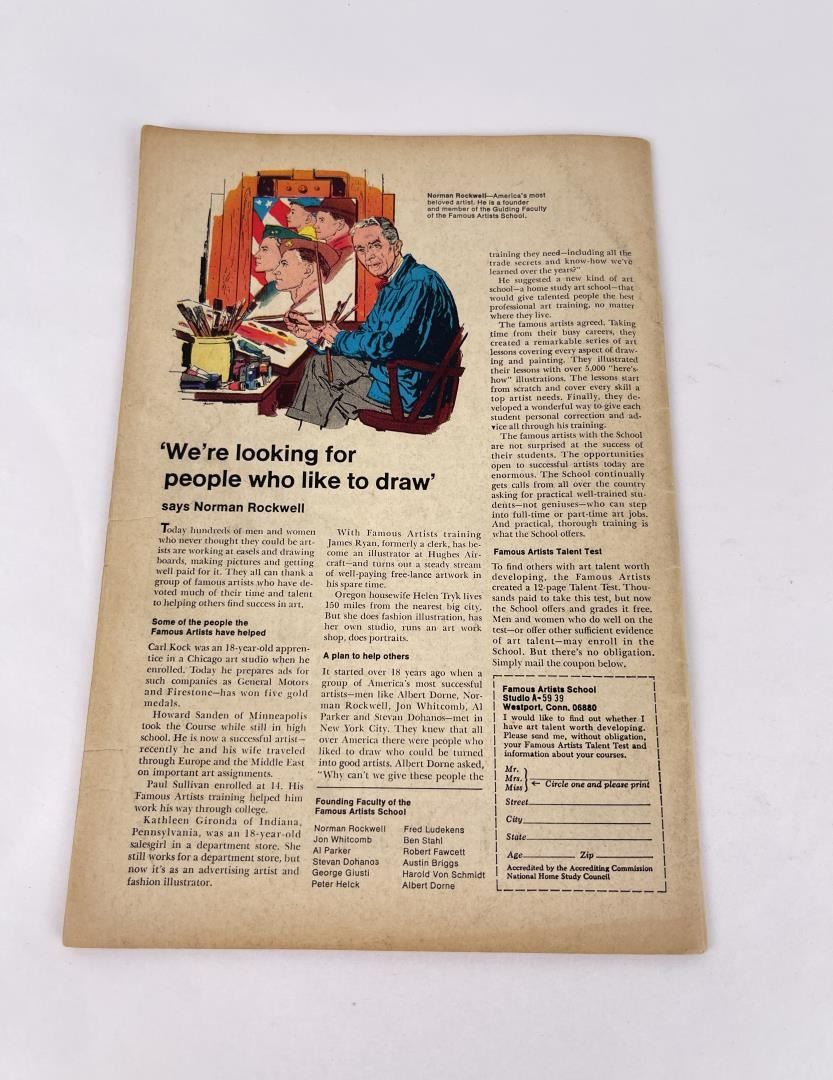 Norman Rockwell—America's most
beloved artist. He is a founder
and member of the Guiding Faculty
of the Famous Artists School.
'We're looking for
people who like to draw'
says Norman Rockwell
Today hundreds of men and women
who never thought they could be art-
ists are working at easels and drawing
boards, making pictures and getting
well paid for it. They all can thank a
group of famous artists who have de-
voted much of their time and talent
to helping others find success in art.
Some of the people the
Famous Artists have helped
Carl Kock was an 18-year-old appren-
tice in a Chicago art studio when he
enrolled. Today he prepares ads for
such companies as General Motors
and Firestone—has won five gold
medals.
Howard Sanden of Minneapolis
took the Course while still in high
school. He is now a successful artist—
recently he and his wife traveled
through Europe and the Middle East
on important art assignments.
Paul Sullivan enrolled at 14. His
Famous Artists training helped him
work his way through college.
Kathleen Gironda of Indiana,
Pennsylvania, was an 18-year-old
salesgirl in a department store. She
still works for a department store, but
now it's as an advertising artist and
fashion illustrator.
With Famous Artists training
James Ryan, formerly a clerk, has be-
come an illustrator at Hughes Air-
craft—and turns out a steady stream
of well-paying free-lance artwork in
his spare time.
Oregon housewife Helen Tryk lives
150 miles from the nearest big city.
But she does fashion illustration, has
her own studio, runs an art work
shop, does portraits.
A plan to help others
It started over 18 years ago when a
group of America's most successful
artists—men like Albert Dorne, Nor-
man Rockwell, Jon Whitcomb, Al
Parker and Stevan Dohanos—met in
New York City. They knew that all
over America there were people who
liked to draw who could be turned
into good artists. Albert Dorne asked,
"Why can't we give these people the
training they need—including all the
trade secrets and know-how we've
learned over the years?"
He suggested a new kind of art
school—a home study art school—that
would give talented people the best
professional art training, no matter
where they live.
The famous artists agreed. Taking
time from their busy careers, they
created a remarkable series of art
lessons covering every aspect of draw-
ing and painting. They illustrated
their lessons with over 5,000 "here's-
how" illustrations. The lessons start
from scratch and cover every skill a
top artist needs. Finally, they de-
veloped a wonderful way to give each
student personal correction and ad-
vice all through his training.
The famous artists with the School
are not surprised at the success of
their students. The opportunities
open to successful artists today are
enormous. The School continually
gets calls from all over the country
asking for practical well-trained stu-
dents—not geniuses—who can step
into full-time or part-time art jobs.
And practical, thorough training is
what the School offers.
Famous Artists Talent Test
To find others with art talent worth
developing, the Famous Artists
created a 12-page Talent Test. Thou-
sands paid to take this test, but now
the School offers and grades it free.
Men and women who do well on the
test—or offer other sufficient evidence
of art talent—may enroll in the
School. But there's no obligation.
Simply mail the coupon below.
Founding Faculty of the
Famous Artists School
Norman Rockwell
Jon Whitcomb
Al Parker
Stevan Dohanos
George Giusti
Peter Helck
Fred Ludekens
Ben Stahl
Robert Fawcett
Austin Briggs
Harold Von Schmidt
Albert Dorne
Famous Artists School
Studio A-5939
Westport, Conn. 06880
I would like to find out whether I
have art talent worth developing.
Please send me, without obligation,
your Famous Artists Talent Test and
information about your courses.
Mr.
Mrs.
Miss
← Circle one and please print
Street
City
State
Age Zip
Accredited by the Accrediting Commission
National Home Study Council